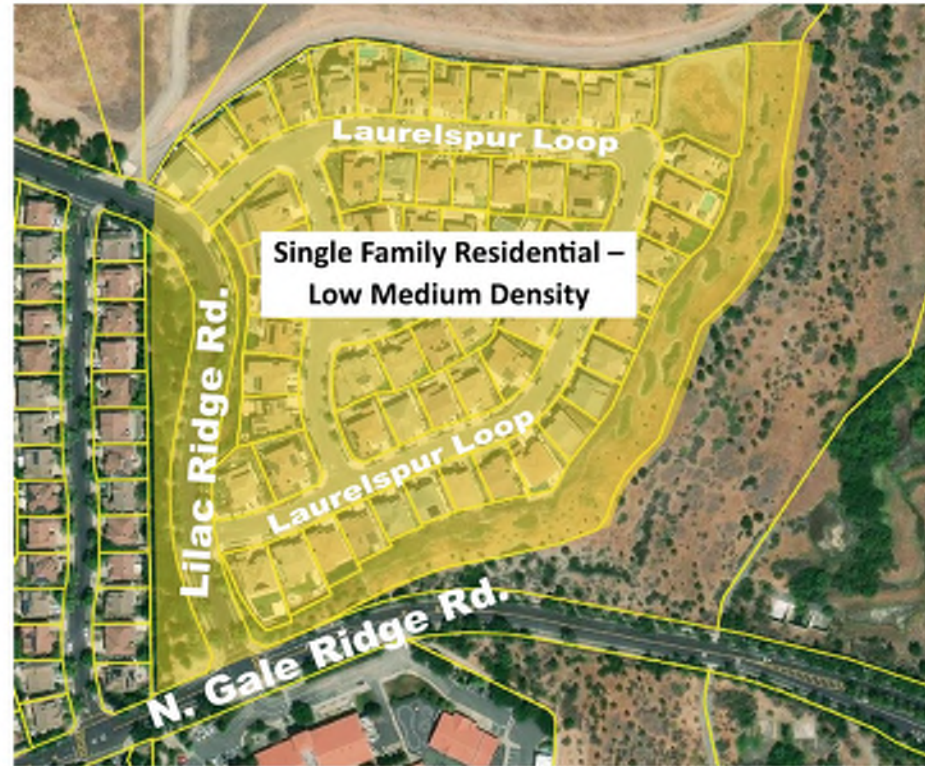 Laurelspur Loop
Single Family Residential –
Low Medium Density
Lilac Ridge Rd.
Laurelspur Loop
N. Gale Ridge Rd.